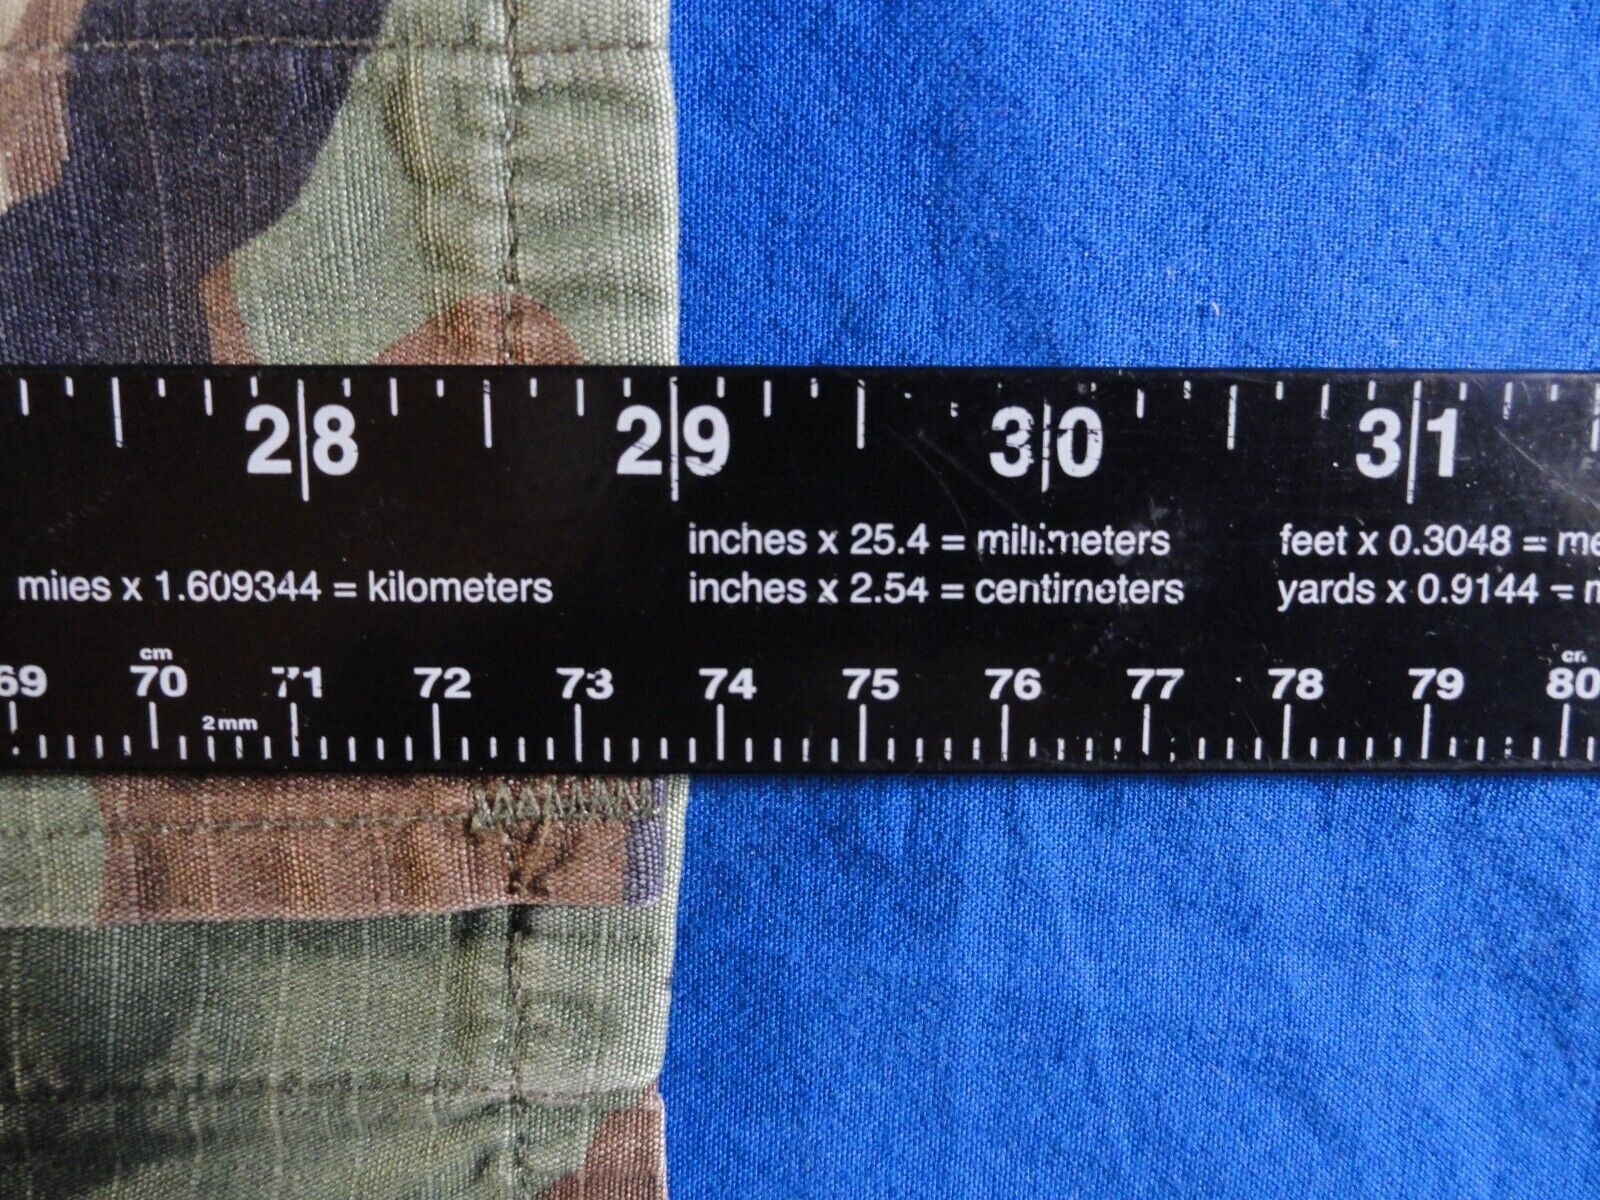 28 29 30 31
inches x 25.4 = millimeters feet x 0.3048 =
miles x 1.609344 = kilometers inches x 2.54 = centimeters yards x 0.9144 =
cm
69 70 71 72 73 74 75 76 77 78 79 80
2mm